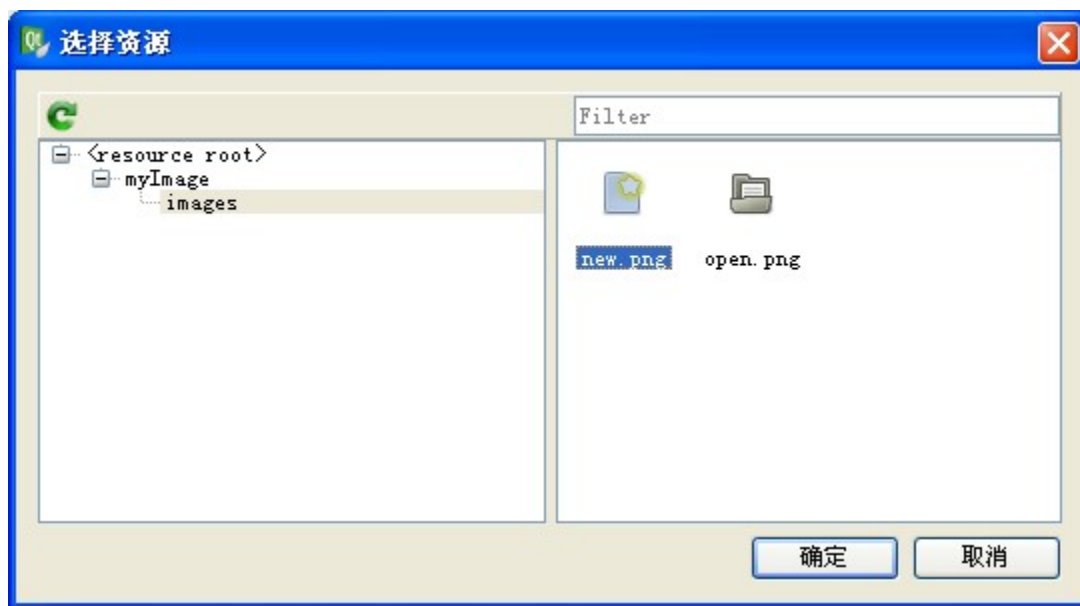 选择资源
Filter
<resource root>
myImage
images
new.png open.png
确定 取消